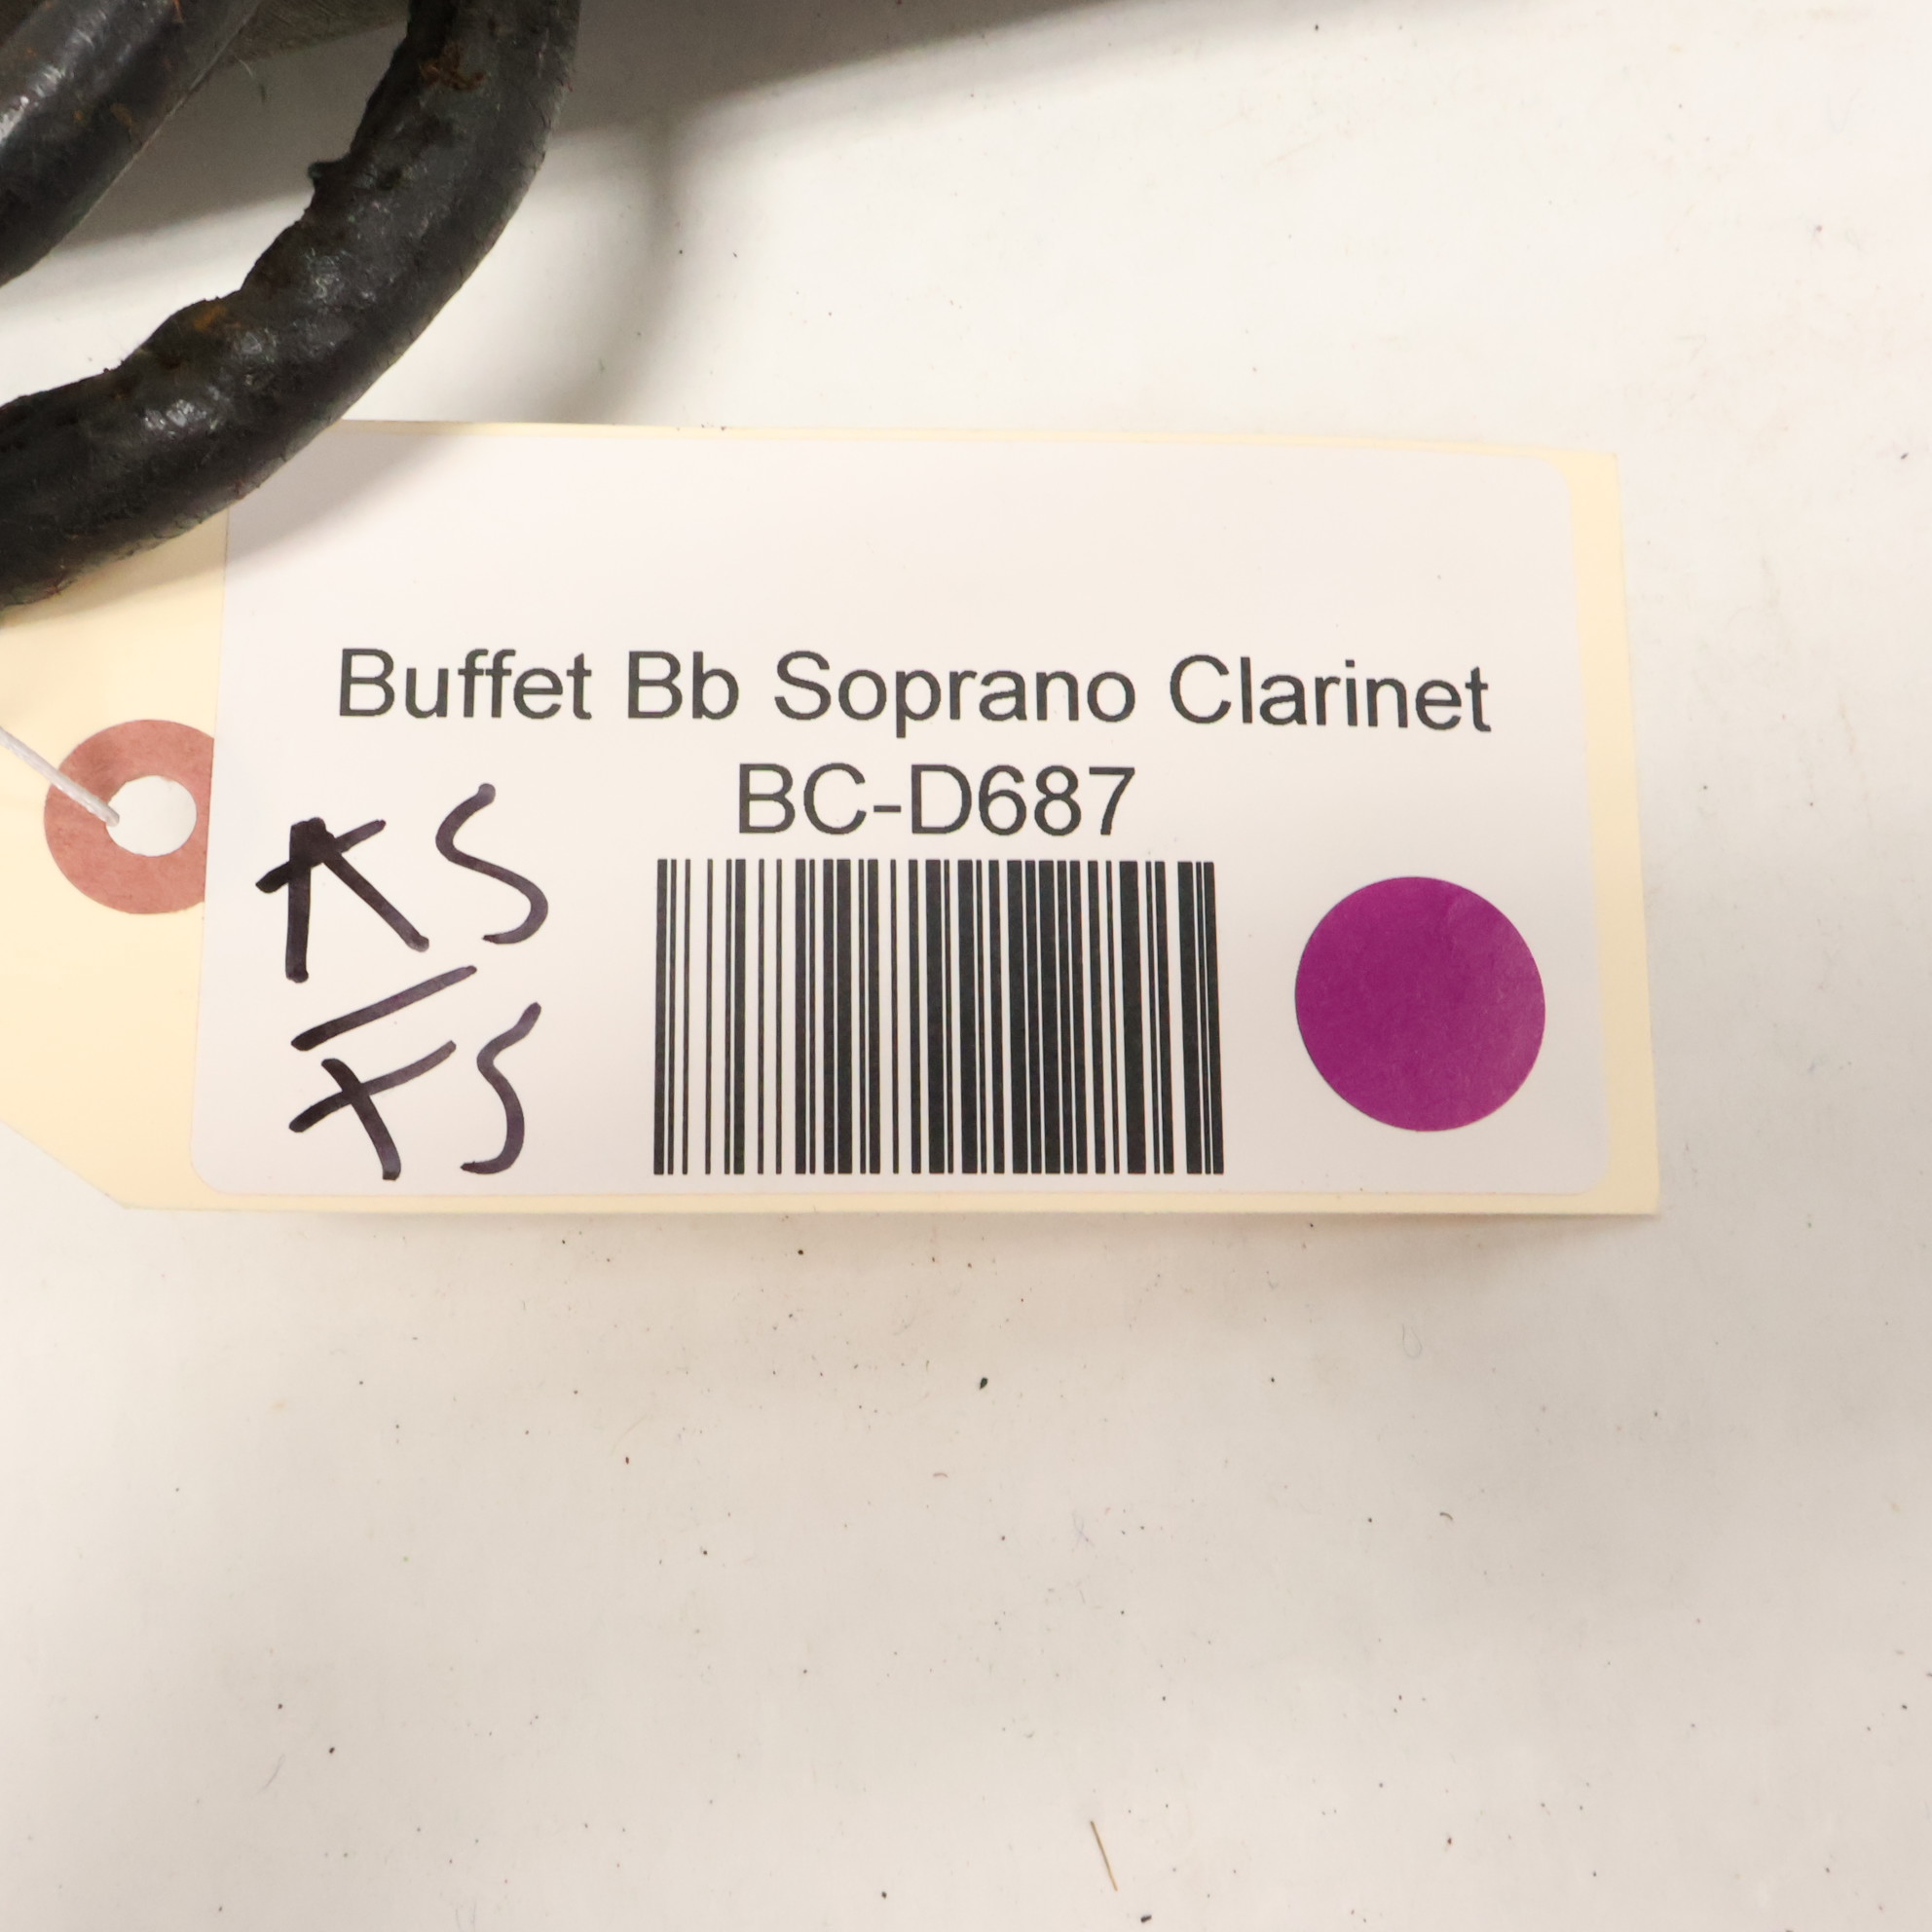 Buffet Bb Soprano Clarinet
BC-D687
KS
FS